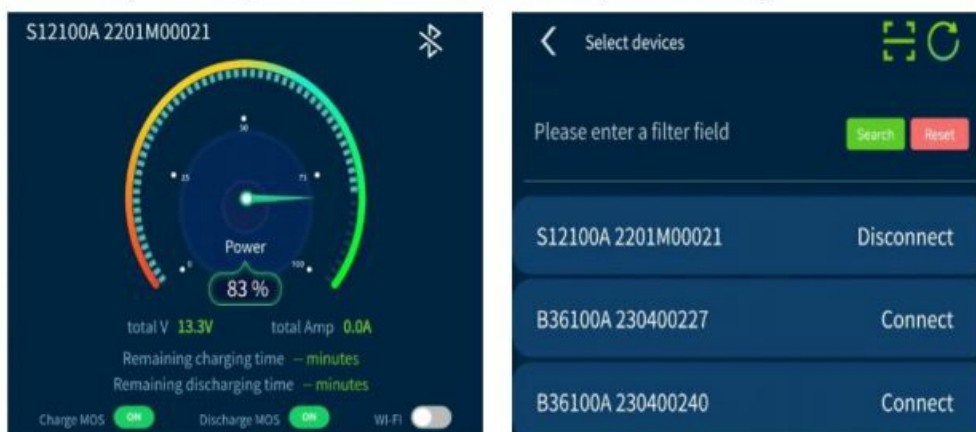 S12100A 2201M00021
50
25
75
Power
0
100
83 %
total V 13.3V total Amp 0.0A
Remaining charging time -- minutes
Remaining discharging time -- minutes
Charge MOS ON Discharge MOS ON WI-FI
Select devices
Please enter a filter field Search Reset
S12100A 2201M00021 Disconnect
B36100A 230400227 Connect
B36100A 230400240 Connect